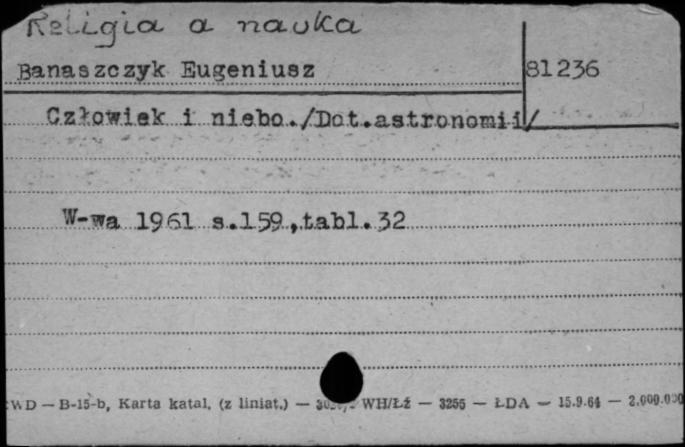 Religia a nauka
Banaszczyk Eugeniusz 81236
Człowiek i niebo./Dot.astronomii/
W-wa 1961 s.159,tabl.32
WD — B-15-b, Karta katal. (z liniat.) — WH/Łź — 3255 — ŁDA — 15.9.64 — 2.000.000